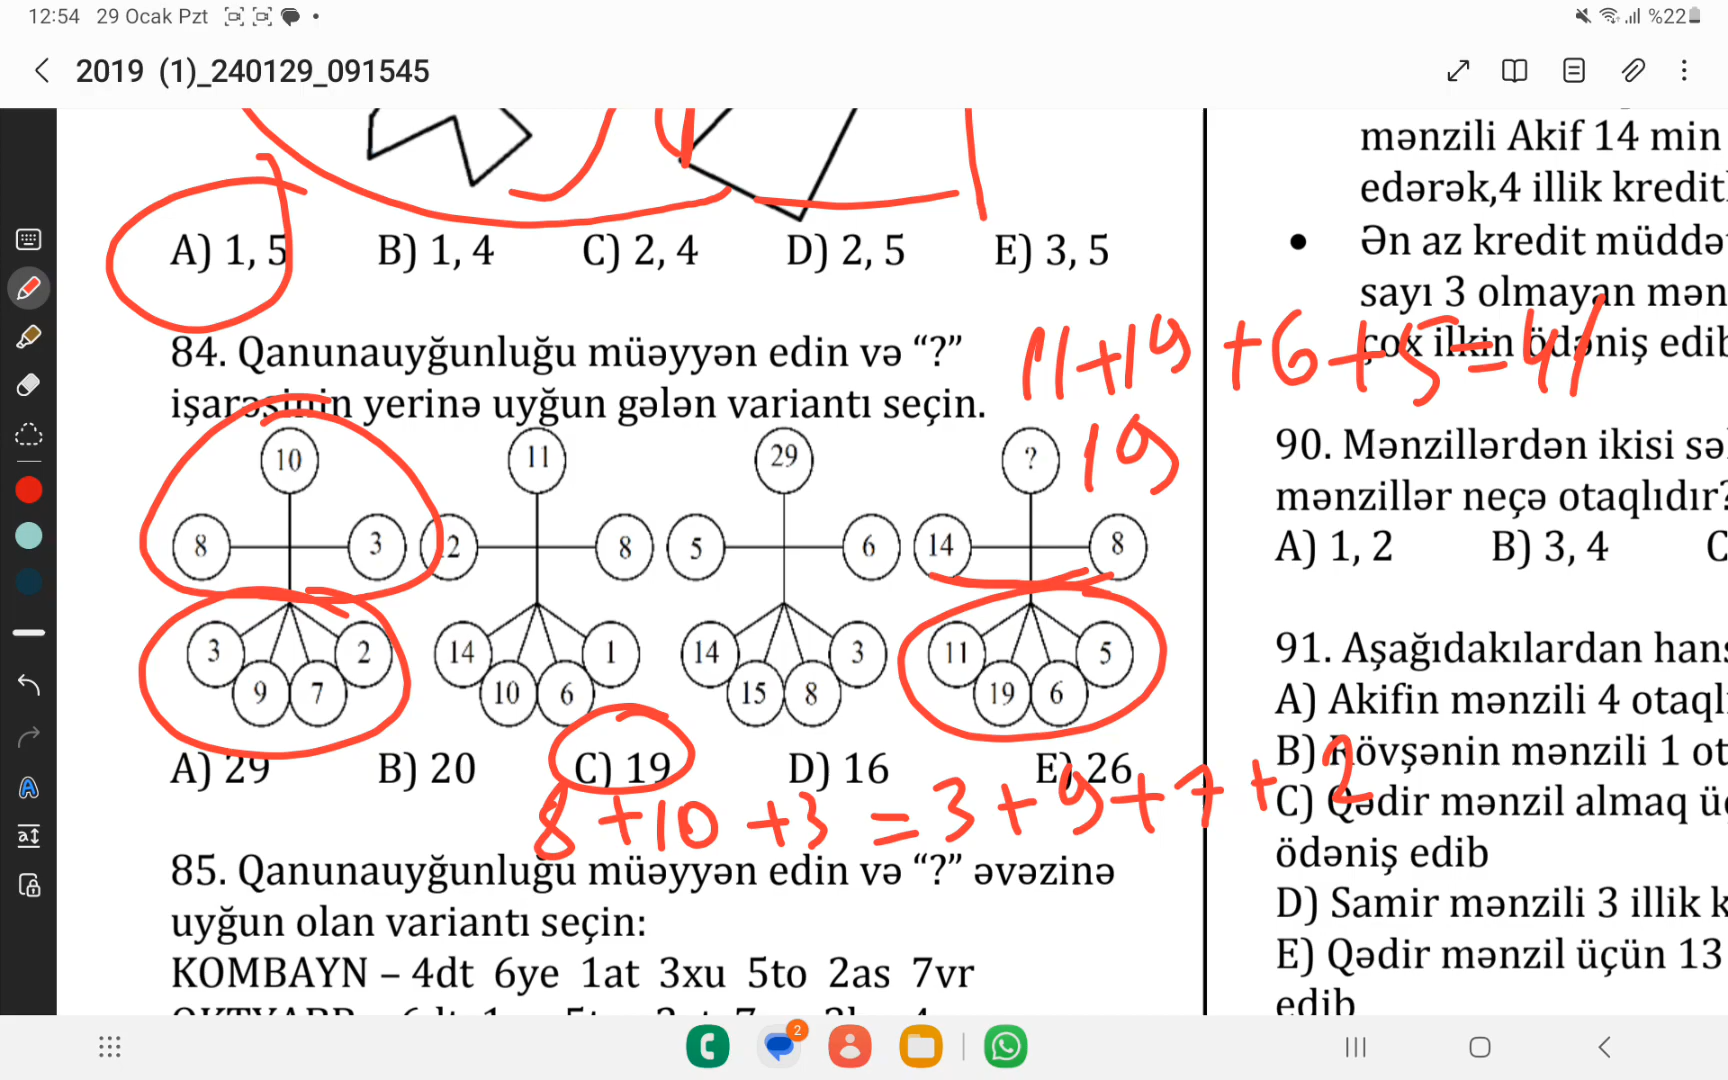 12:54 29 Ocak Pzt
%22
2019 (1)_240129_091545
A) 1, 5 B) 1, 4 C) 2, 4 D) 2, 5 E) 3, 5
84. Qanunauyğunluğu müəyyən edin və “?”
işarəsinin yerinə uyğun gələn variantı seçin.
11+19+6+5=41
19
10 11 29 ?
8 3 12 8 5 6 14 8
3 2 14 1 14 3 11 5
9 7 10 6 15 8 19 6
A) 29 B) 20 C) 19 D) 16 E) 26
8+10+3=3+9+7+2
85. Qanunauyğunluğu müəyyən edin və “?” əvəzinə
uyğun olan variantı seçin:
KOMBAYN – 4dt 6ye 1at 3xu 5to 2as 7vr
mənzili Akif 14 min
edərək,4 illik kredit
• Ən az kredit müddə
sayı 3 olmayan mən
çox ilkin ödəniş edib
90. Mənzillərdən ikisi sə
mənzillər neçə otaqlıdır?
A) 1, 2 B) 3, 4 C
91. Aşağıdakılardan hans
A) Akifin mənzili 4 otaql
B) Rövşənin mənzili 1 ot
C) Qədir mənzil almaq ü
ödəniş edib
D) Samir mənzili 3 illik k
E) Qədir mənzil üçün 13
edib
2